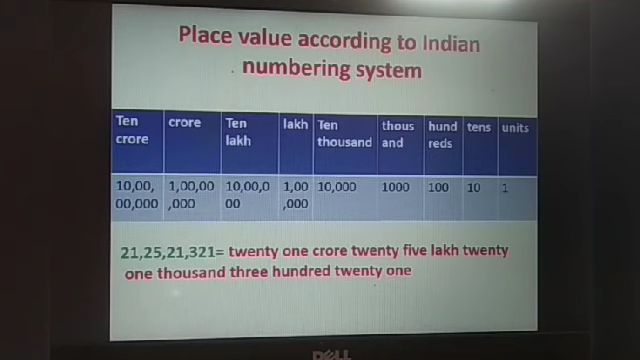 Place value according to Indian
numbering system
Ten crore | crore | Ten lakh | lakh | Ten thousand | thous and | hund reds | tens | units
10,00,00,000 | 1,00,00,000 | 10,00,000 | 1,00,000 | 10,000 | 1000 | 100 | 10 | 1
21,25,21,321= twenty one crore twenty five lakh twenty
one thousand three hundred twenty one
DELL